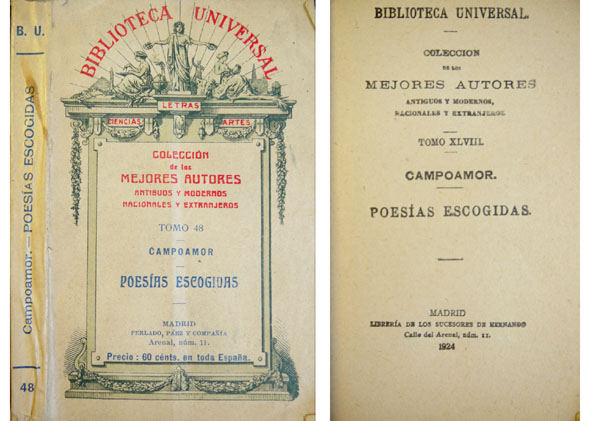 B. U.
Campoamor.—POESÍAS ESCOGIDAS
48
BIBLIOTECA UNIVERSAL
LETRAS
CIENCIAS
ARTES
COLECCIÓN
de los
MEJORES AUTORES
ANTIGUOS Y MODERNOS
NACIONALES Y EXTRANJEROS
TOMO 48
CAMPOAMOR
POESÍAS ESCOGIDAS
MADRID
PERLADO, PÁEZ Y COMPAÑÍA
Arenal, núm. 11.
Precio: 60 cénts. en toda España.
BIBLIOTECA UNIVERSAL.
COLECCION
DE LOS
MEJORES AUTORES
ANTIGUOS Y MODERNOS,
NACIONALES Y EXTRANJEROS.
TOMO XLVIII.
CAMPOAMOR.
POESÍAS ESCOGIDAS.
MADRID
LIBRERÍA DE LOS SUCESORES DE HERNANDO
Calle del Arenal, núm. 11.
1924